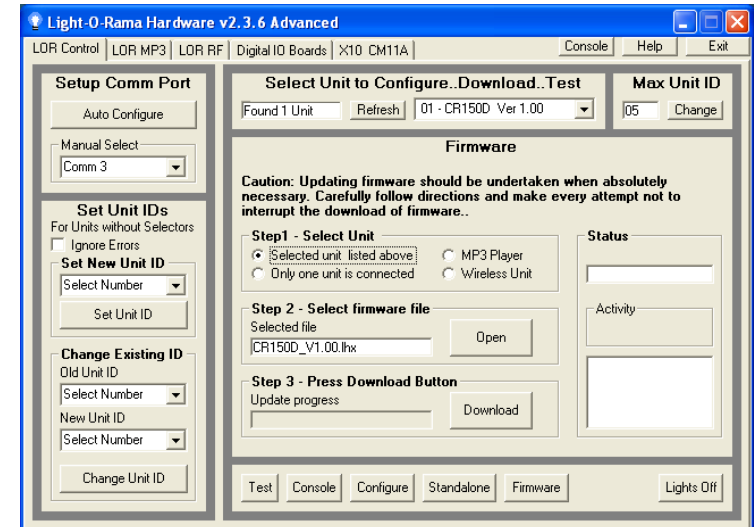 Light-O-Rama Hardware v2.3.6 Advanced
LOR Control LOR MP3 LOR RF Digital IO Boards X10 CM11A Console Help Exit
Setup Comm Port
Auto Configure
Manual Select
Comm 3
Set Unit IDs
For Units without Selectors
Ignore Errors
Set New Unit ID
Select Number
Set Unit ID
Change Existing ID
Old Unit ID
Select Number
New Unit ID
Select Number
Change Unit ID
Select Unit to Configure..Download..Test
Found 1 Unit Refresh 01 - CR150D Ver 1.00
Max Unit ID
05 Change
Firmware
Caution: Updating firmware should be undertaken when absolutely
necessary. Carefully follow directions and make every attempt not to
interrupt the download of firmware..
Step1 - Select Unit
Selected unit listed above MP3 Player
Only one unit is connected Wireless Unit
Step 2 - Select firmware file
Selected file
CR150D_V1.00.lhx
Open
Step 3 - Press Download Button
Update progress
Download
Status
Activity
Test Console Configure Standalone Firmware Lights Off